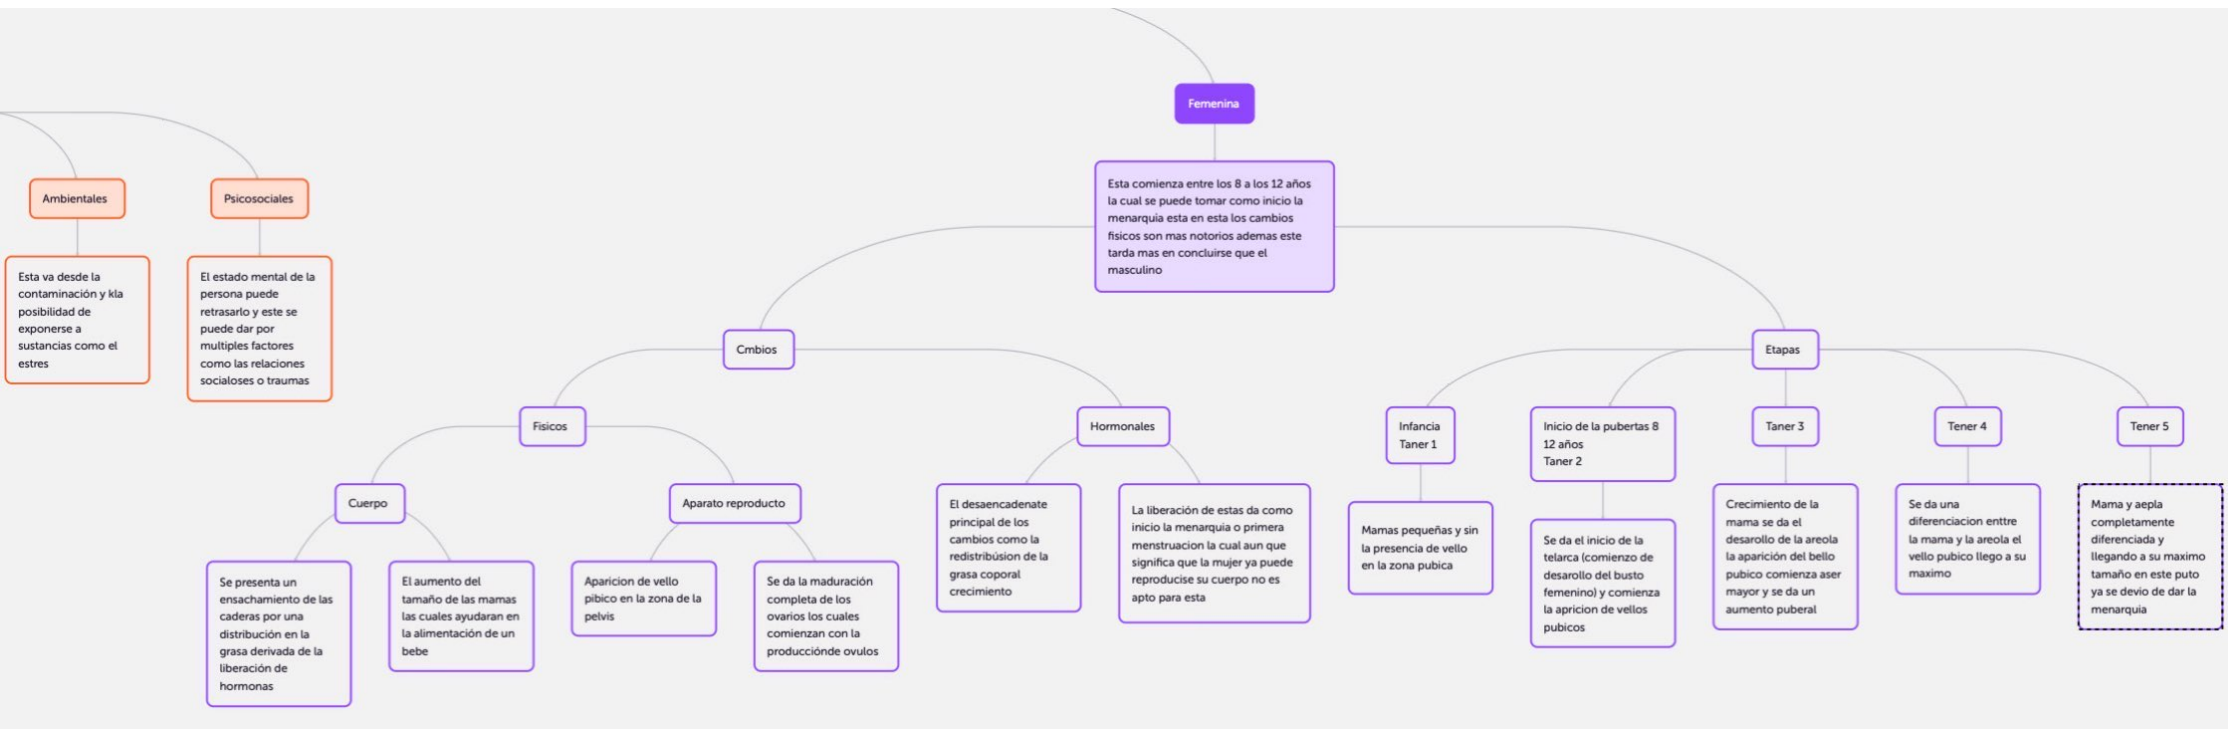 Femenina
Esta comienza entre los 8 a los 12 años
la cual se puede tomar como inicio la
menarquia esta en esta los cambios
fisicos son mas notorios ademas este
tarda mas en concluirse que el
masculino
Ambientales
Esta va desde la
contaminación y kla
posibilidad de
exponerse a
sustancias como el
estres
Psicosociales
El estado mental de la
persona puede
retrasarlo y este se
puede dar por
multiples factores
como las relaciones
socialoses o traumas
Cmbios
Fisicos
Cuerpo
Se presenta un
ensachamiento de las
caderas por una
distribución en la
grasa derivada de la
liberación de
hormonas
El aumento del
tamaño de las mamas
las cuales ayudaran en
la alimentación de un
bebe
Aparato reproducto
Aparicion de vello
pibico en la zona de la
pelvis
Se da la maduración
completa de los
ovarios los cuales
comienzan con la
producciónde ovulos
Hormonales
El desaencadenate
principal de los
cambios como la
redistribúsion de la
grasa coporal
crecimiento
La liberación de estas da como
inicio la menarquia o primera
menstruacion la cual aun que
significa que la mujer ya puede
reproducise su cuerpo no es
apto para esta
Etapas
Infancia
Taner 1
Mamas pequeñas y sin
la presencia de vello
en la zona pubica
Inicio de la pubertas 8
12 años
Taner 2
Se da el inicio de la
telarca (comienzo de
desarollo del busto
femenino) y comienza
la apricion de vellos
pubicos
Taner 3
Crecimiento de la
mama se da el
desarollo de la areola
la aparición del bello
pubico comienza aser
mayor y se da un
aumento puberal
Tener 4
Se da una
diferenciacion enttre
la mama y la areola el
vello pubico llego a su
maximo
Tener 5
Mama y aepla
completamente
diferenciada y
llegando a su maximo
tamaño en este puto
ya se devio de dar la
menarquia